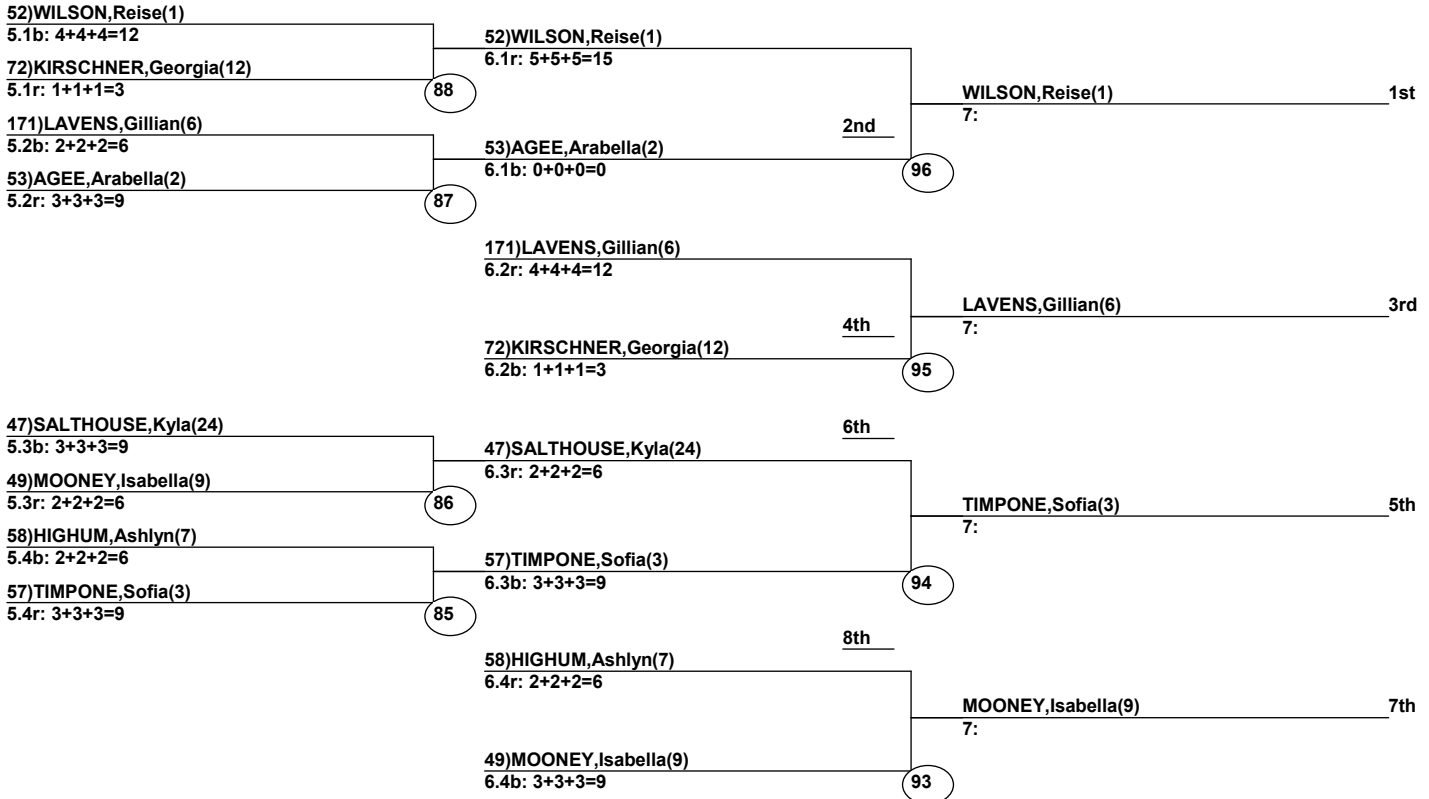 52)WILSON,Reise(1)
5.1b: 4+4+4=12
72)KIRSCHNER,Georgia(12)
5.1r: 1+1+1=3
88
171)LAVENS,Gillian(6)
5.2b: 2+2+2=6
53)AGEE,Arabella(2)
5.2r: 3+3+3=9
87
52)WILSON,Reise(1)
6.1r: 5+5+5=15
2nd
53)AGEE,Arabella(2)
6.1b: 0+0+0=0
96
WILSON,Reise(1) 1st
7:
171)LAVENS,Gillian(6)
6.2r: 4+4+4=12
4th
72)KIRSCHNER,Georgia(12)
6.2b: 1+1+1=3
95
LAVENS,Gillian(6) 3rd
7:
47)SALTHOUSE,Kyla(24)
5.3b: 3+3+3=9
49)MOONEY,Isabella(9)
5.3r: 2+2+2=6
86
58)HIGHUM,Ashlyn(7)
5.4b: 2+2+2=6
57)TIMPONE,Sofia(3)
5.4r: 3+3+3=9
85
6th
47)SALTHOUSE,Kyla(24)
6.3r: 2+2+2=6
57)TIMPONE,Sofia(3)
6.3b: 3+3+3=9
94
TIMPONE,Sofia(3) 5th
7:
8th
58)HIGHUM,Ashlyn(7)
6.4r: 2+2+2=6
49)MOONEY,Isabella(9)
6.4b: 3+3+3=9
93
MOONEY,Isabella(9) 7th
7: